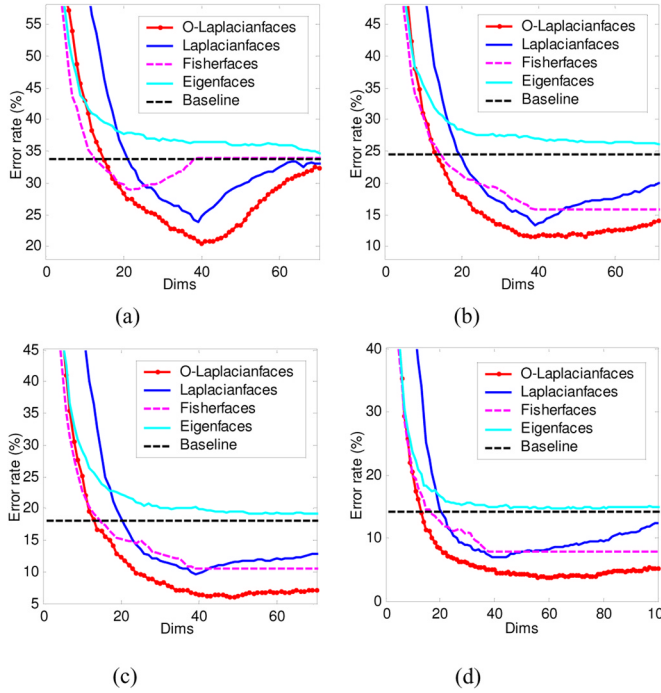 O-Laplacianfaces
Laplacianfaces
Fisherfaces
Eigenfaces
Baseline
Error rate (%)
55
50
45
40
35
30
25
20
0 20 40 60
Dims
(a)
O-Laplacianfaces
Laplacianfaces
Fisherfaces
Eigenfaces
Baseline
Error rate (%)
45
40
35
30
25
20
15
10
0 20 40 60
Dims
(b)
O-Laplacianfaces
Laplacianfaces
Fisherfaces
Eigenfaces
Baseline
Error rate (%)
45
40
35
30
25
20
15
10
5
0 20 40 60
Dims
(c)
O-Laplacianfaces
Laplacianfaces
Fisherfaces
Eigenfaces
Baseline
Error rate (%)
40
30
20
10
0
0 20 40 60 80
Dims
(d)